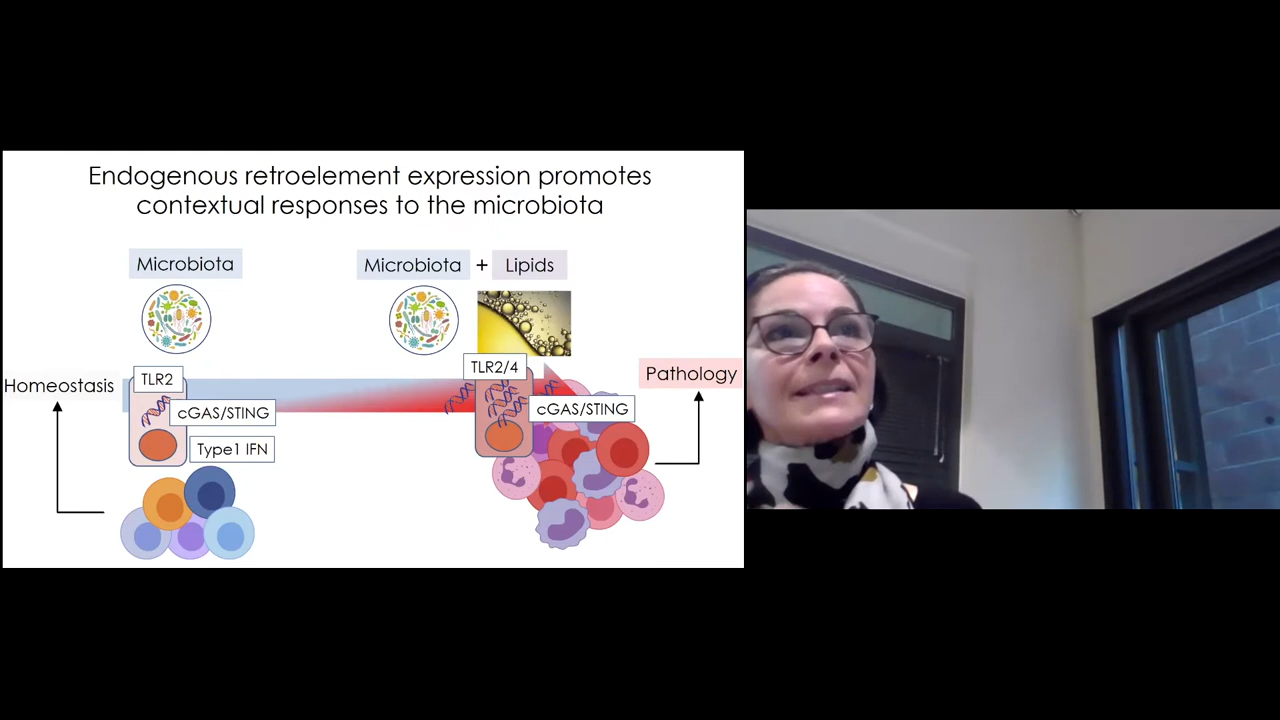 Endogenous retroelement expression promotes
contextual responses to the microbiota
Microbiota
Microbiota + Lipids
Homeostasis
TLR2
cGAS/STING
Type1 IFN
TLR2/4
cGAS/STING
Pathology